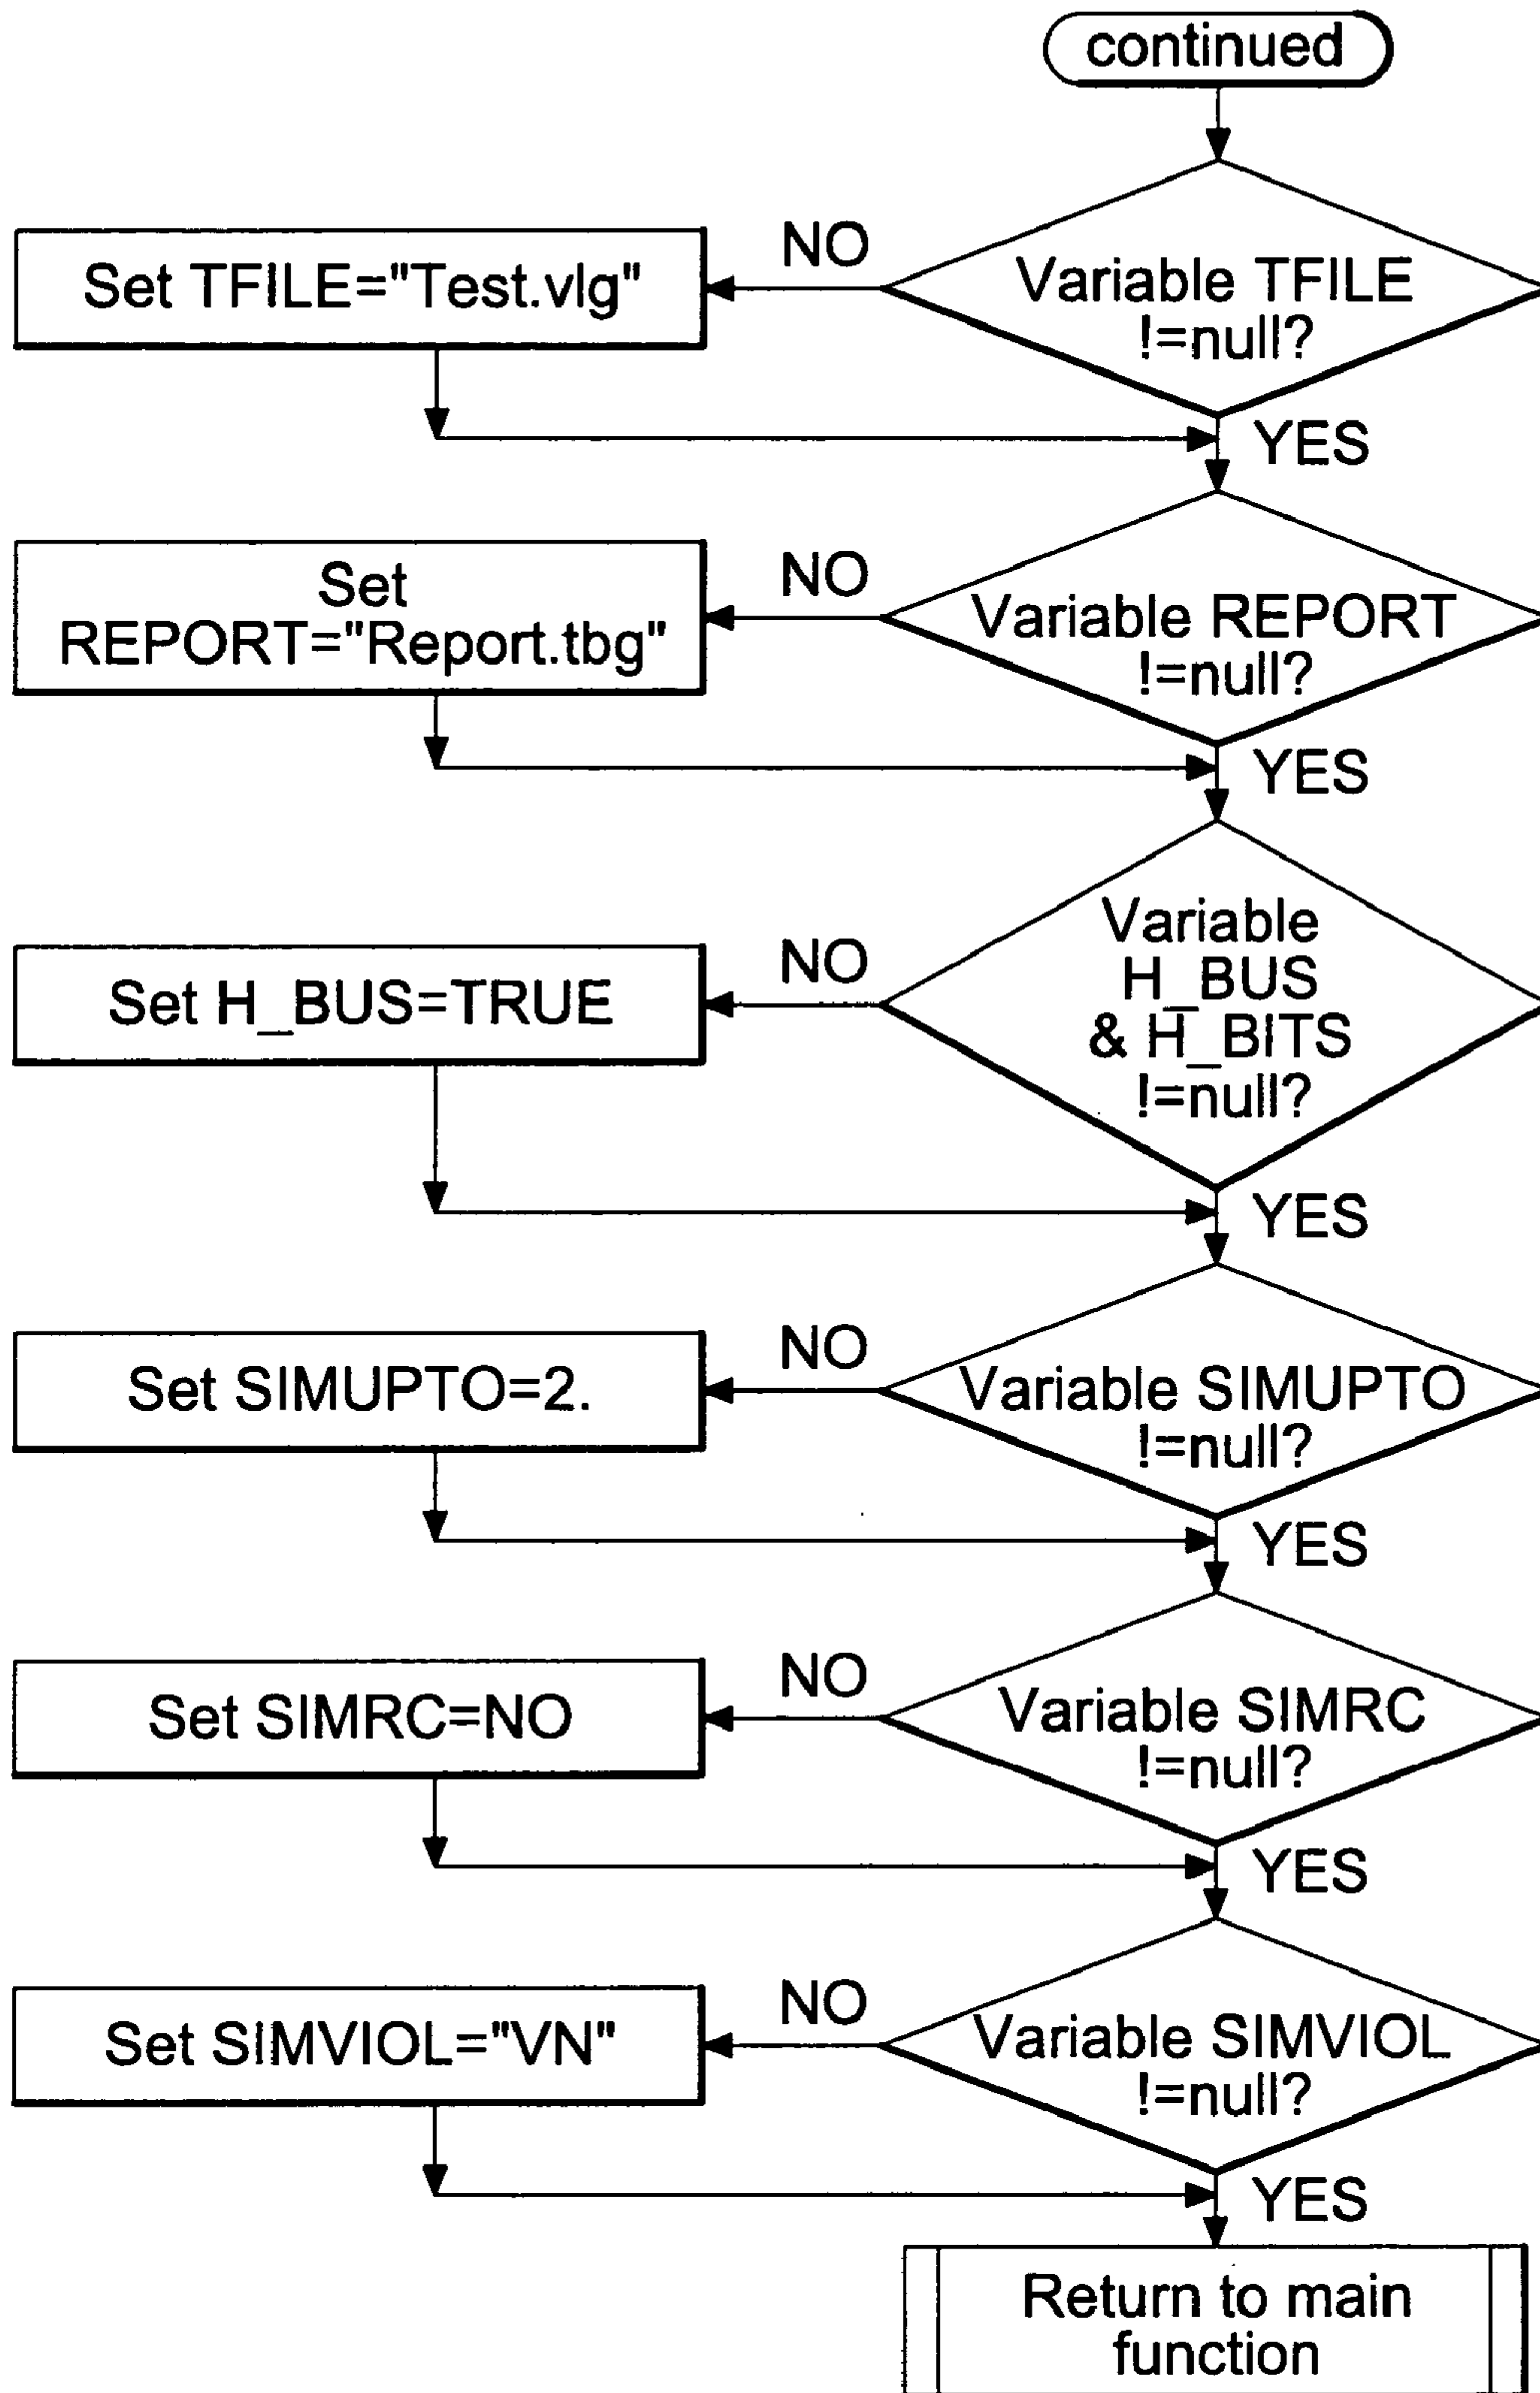 continued
NO
Set TFILE="Test.vlg"
Variable TFILE
!=null?
YES
NO
Set
REPORT="Report.tbg"
Variable REPORT
!=null?
YES
NO
Set H_BUS=TRUE
Variable
H_BUS
& H_BITS
!=null?
YES
NO
Set SIMUPTO=2.
Variable SIMUPTO
!=null?
YES
NO
Set SIMRC=NO
Variable SIMRC
!=null?
YES
NO
Set SIMVIOL="VN"
Variable SIMVIOL
!=null?
YES
Return to main
function